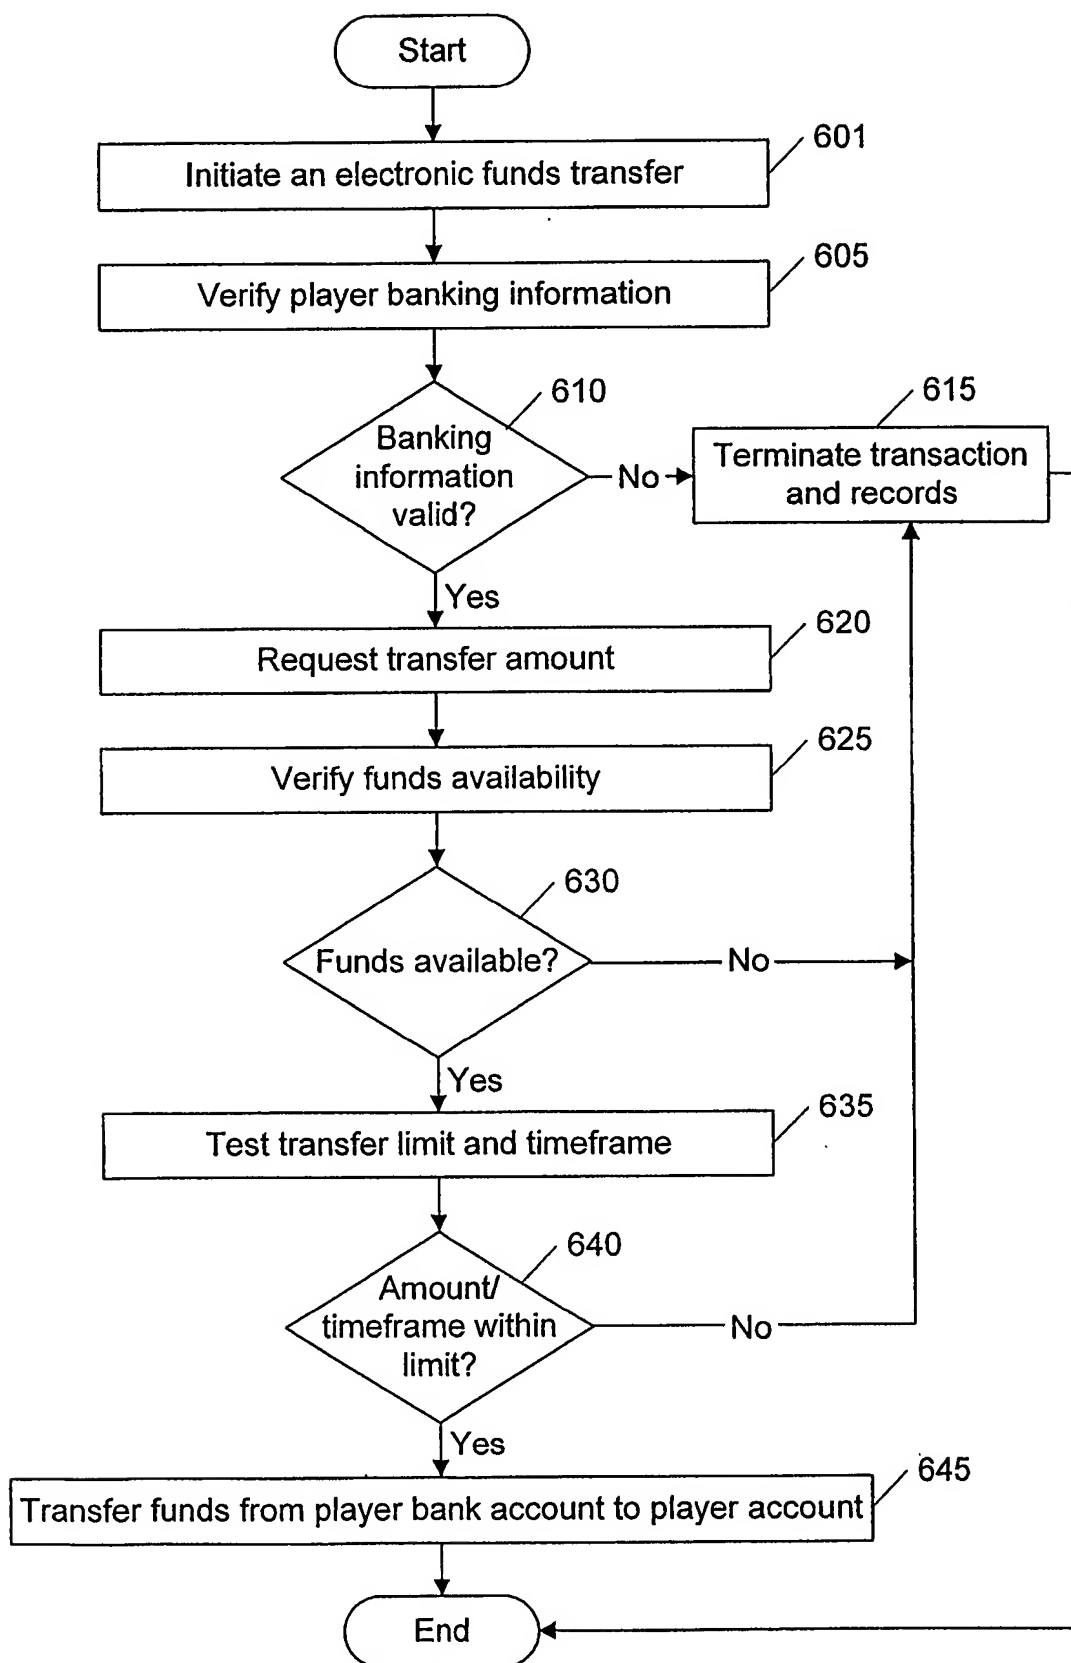 Start
601
Initiate an electronic funds transfer
605
Verify player banking information
610
615
Banking
information
valid?
No
Terminate transaction
and records
Yes
620
Request transfer amount
625
Verify funds availability
630
Funds available?
No
Yes
635
Test transfer limit and timeframe
640
Amount/
timeframe within
limit?
No
Yes
645
Transfer funds from player bank account to player account
End